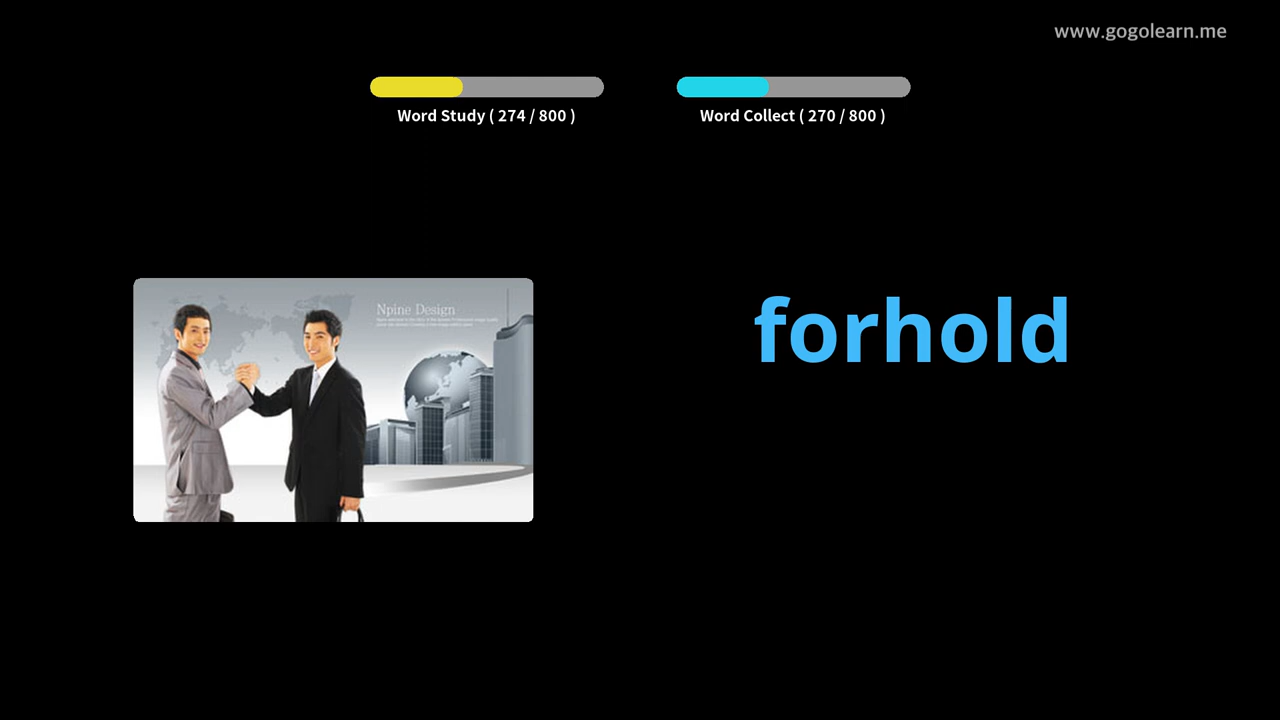 www.gogolearn.me
Word Study ( 274 / 800 )
Word Collect ( 270 / 800 )
Npine Design
forhold